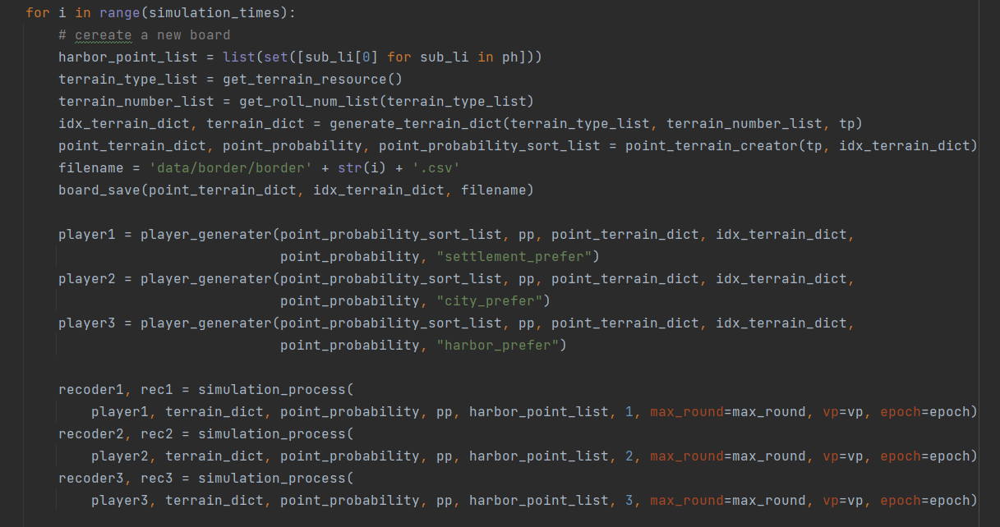 for i in range(simulation_times):
    # cereate a new board
    harbor_point_list = list(set([sub_li[0] for sub_li in ph]))
    terrain_type_list = get_terrain_resource()
    terrain_number_list = get_roll_num_list(terrain_type_list)
    idx_terrain_dict, terrain_dict = generate_terrain_dict(terrain_type_list, terrain_number_list, tp)
    point_terrain_dict, point_probability, point_probability_sort_list = point_terrain_creator(tp, idx_terrain_dict)
    filename = 'data/border/border' + str(i) + '.csv'
    board_save(point_terrain_dict, idx_terrain_dict, filename)

    player1 = player_generater(point_probability_sort_list, pp, point_terrain_dict, idx_terrain_dict,
                               point_probability, "settlement_prefer")
    player2 = player_generater(point_probability_sort_list, pp, point_terrain_dict, idx_terrain_dict,
                               point_probability, "city_prefer")
    player3 = player_generater(point_probability_sort_list, pp, point_terrain_dict, idx_terrain_dict,
                               point_probability, "harbor_prefer")

    recoder1, rec1 = simulation_process(
        player1, terrain_dict, point_probability, pp, harbor_point_list, 1, max_round=max_round, vp=vp, epoch=epoch)
    recoder2, rec2 = simulation_process(
        player2, terrain_dict, point_probability, pp, harbor_point_list, 2, max_round=max_round, vp=vp, epoch=epoch)
    recoder3, rec3 = simulation_process(
        player3, terrain_dict, point_probability, pp, harbor_point_list, 3, max_round=max_round, vp=vp, epoch=epoch)